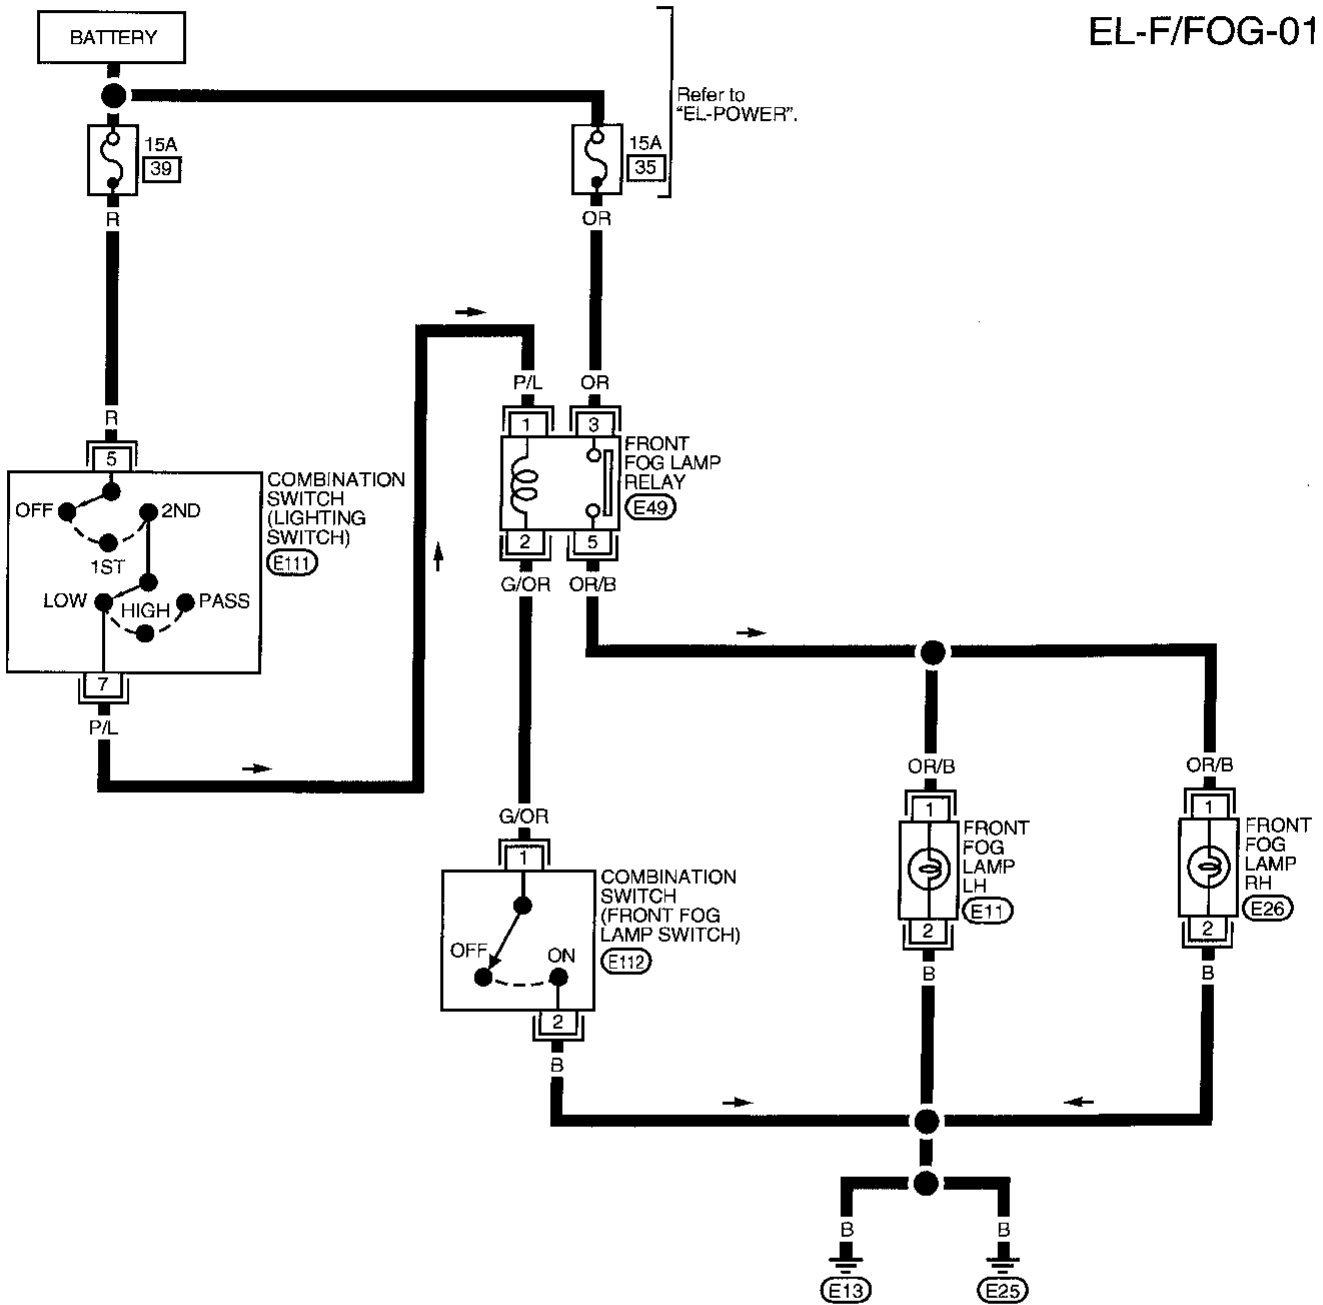 EL-F/FOG-01
BATTERY
Refer to
"EL-POWER".
15A
39
15A
35
R
OR
P/L
OR
R
1
3
5
FRONT
FOG LAMP
RELAY
E49
COMBINATION
SWITCH
(LIGHTING
SWITCH)
E111
OFF
2ND
1ST
LOW
HIGH
PASS
2
5
G/OR
OR/B
7
P/L
OR/B
OR/B
1
1
G/OR
1
FRONT
FOG
LAMP
LH
E11
FRONT
FOG
LAMP
RH
E26
COMBINATION
SWITCH
(FRONT FOG
LAMP SWITCH)
E112
OFF
ON
2
2
B
B
2
B
B
B
E13
E25